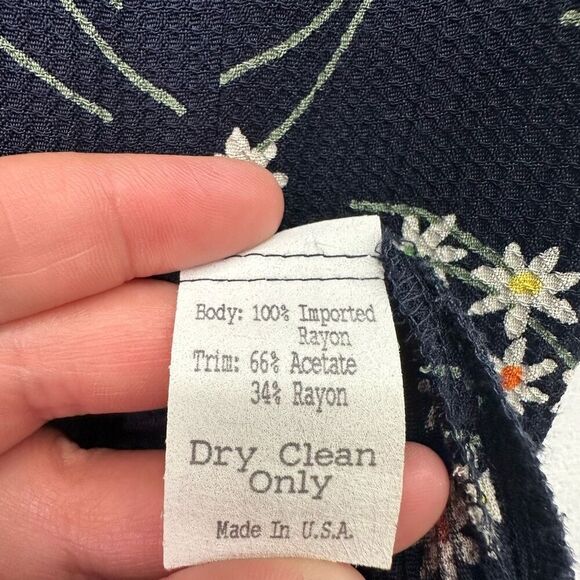 Body: 100% Imported
Rayon
Trim: 66% Acetate
34% Rayon
Dry Clean
Only
Made In U.S.A.